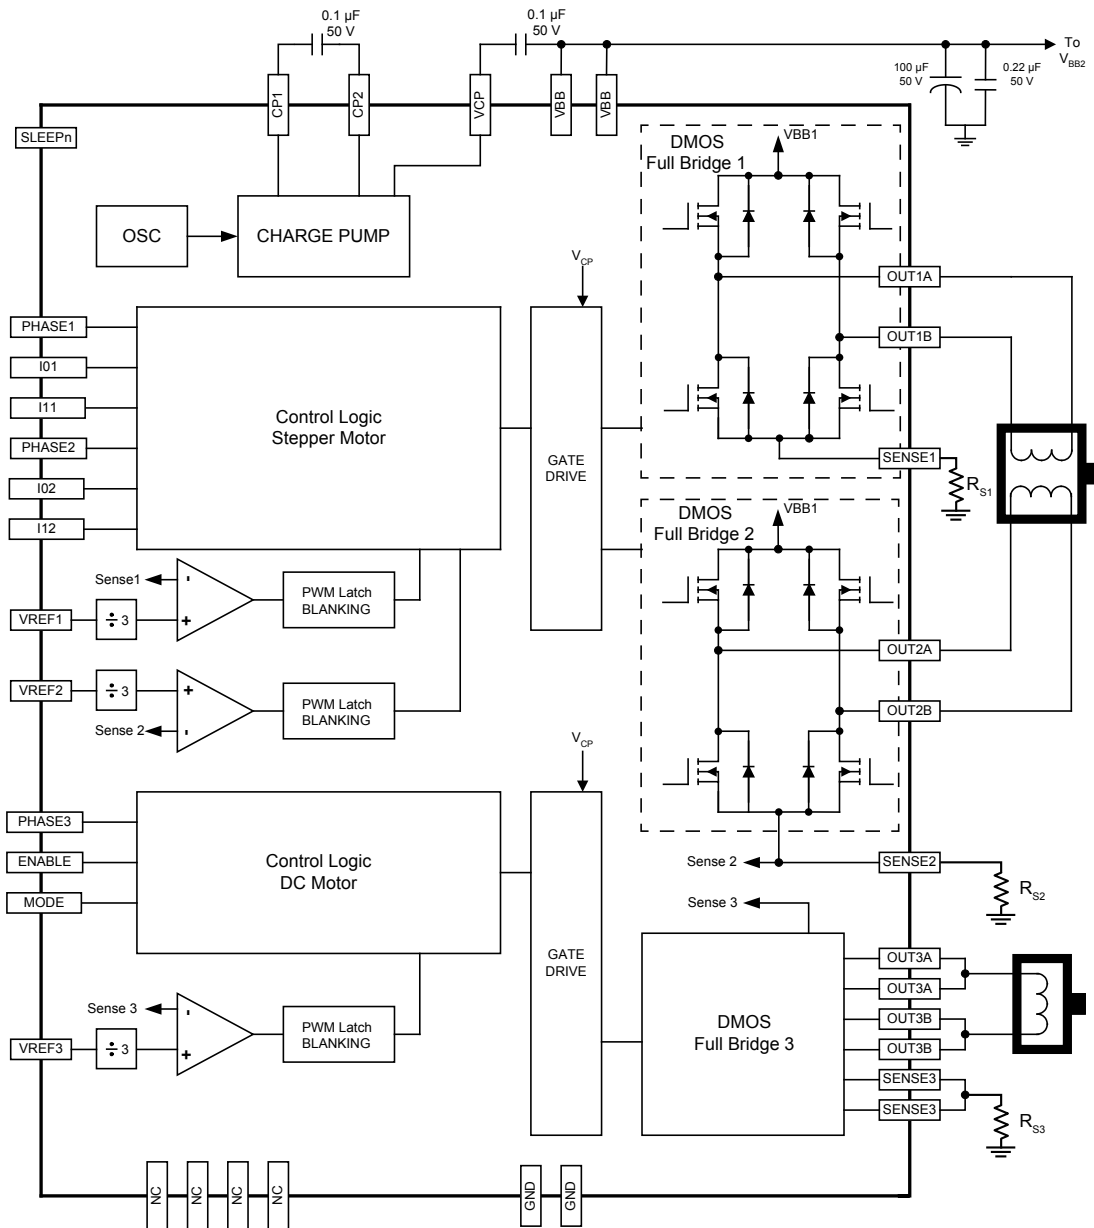 0.1 µF
50 V
0.1 µF
50 V
To
VBB2
100 µF
50 V
0.22 µF
50 V
CP1
CP2
VCP
VBB
VBB
SLEEPn
OSC
CHARGE PUMP
DMOS
Full Bridge 1
VBB1
VCP
OUT1A
OUT1B
PHASE1
I01
I11
PHASE2
I02
I12
Control Logic
Stepper Motor
GATE
DRIVE
SENSE1
RS1
DMOS
Full Bridge 2
VBB1
Sense1
-
+
PWM Latch
BLANKING
VREF1
÷ 3
VREF2
÷ 3
+
-
Sense 2
PWM Latch
BLANKING
OUT2A
OUT2B
VCP
PHASE3
ENABLE
MODE
Control Logic
DC Motor
GATE
DRIVE
Sense 2
SENSE2
RS2
Sense 3
DMOS
Full Bridge 3
OUT3A
OUT3A
OUT3B
OUT3B
SENSE3
SENSE3
RS3
Sense 3
-
+
PWM Latch
BLANKING
VREF3
÷ 3
NC
NC
NC
NC
GND
GND